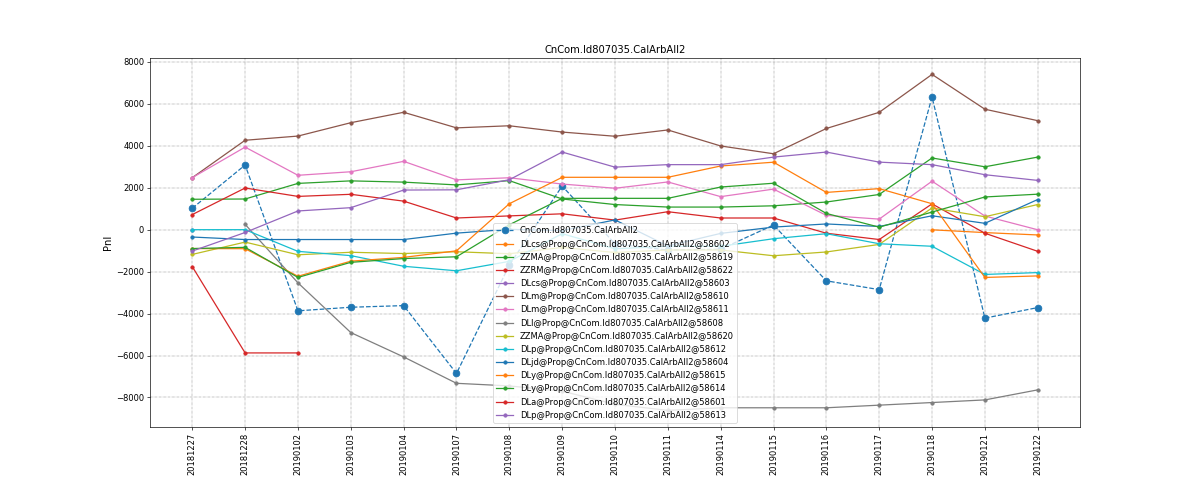 CnCom.Id807035.CalArbAll2
PnI
8000
6000
4000
2000
0
−2000
−4000
−6000
−8000
CnCom.Id807035.CalArbAll2
DLcs@Prop@CnCom.Id807035.CalArbAll2@58602
ZZMA@Prop@CnCom.Id807035.CalArbAll2@58619
ZZRM@Prop@CnCom.Id807035.CalArbAll2@58622
DLcs@Prop@CnCom.Id807035.CalArbAll2@58603
DLm@Prop@CnCom.Id807035.CalArbAll2@58610
DLm@Prop@CnCom.Id807035.CalArbAll2@58611
DLl@Prop@CnCom.Id807035.CalArbAll2@58608
ZZMA@Prop@CnCom.Id807035.CalArbAll2@58620
DLp@Prop@CnCom.Id807035.CalArbAll2@58612
DLjd@Prop@CnCom.Id807035.CalArbAll2@58604
DLy@Prop@CnCom.Id807035.CalArbAll2@58615
DLy@Prop@CnCom.Id807035.CalArbAll2@58614
DLa@Prop@CnCom.Id807035.CalArbAll2@58601
DLp@Prop@CnCom.Id807035.CalArbAll2@58613
20181227
20181228
20190102
20190103
20190104
20190107
20190108
20190109
20190110
20190111
20190114
20190115
20190116
20190117
20190118
20190121
20190122